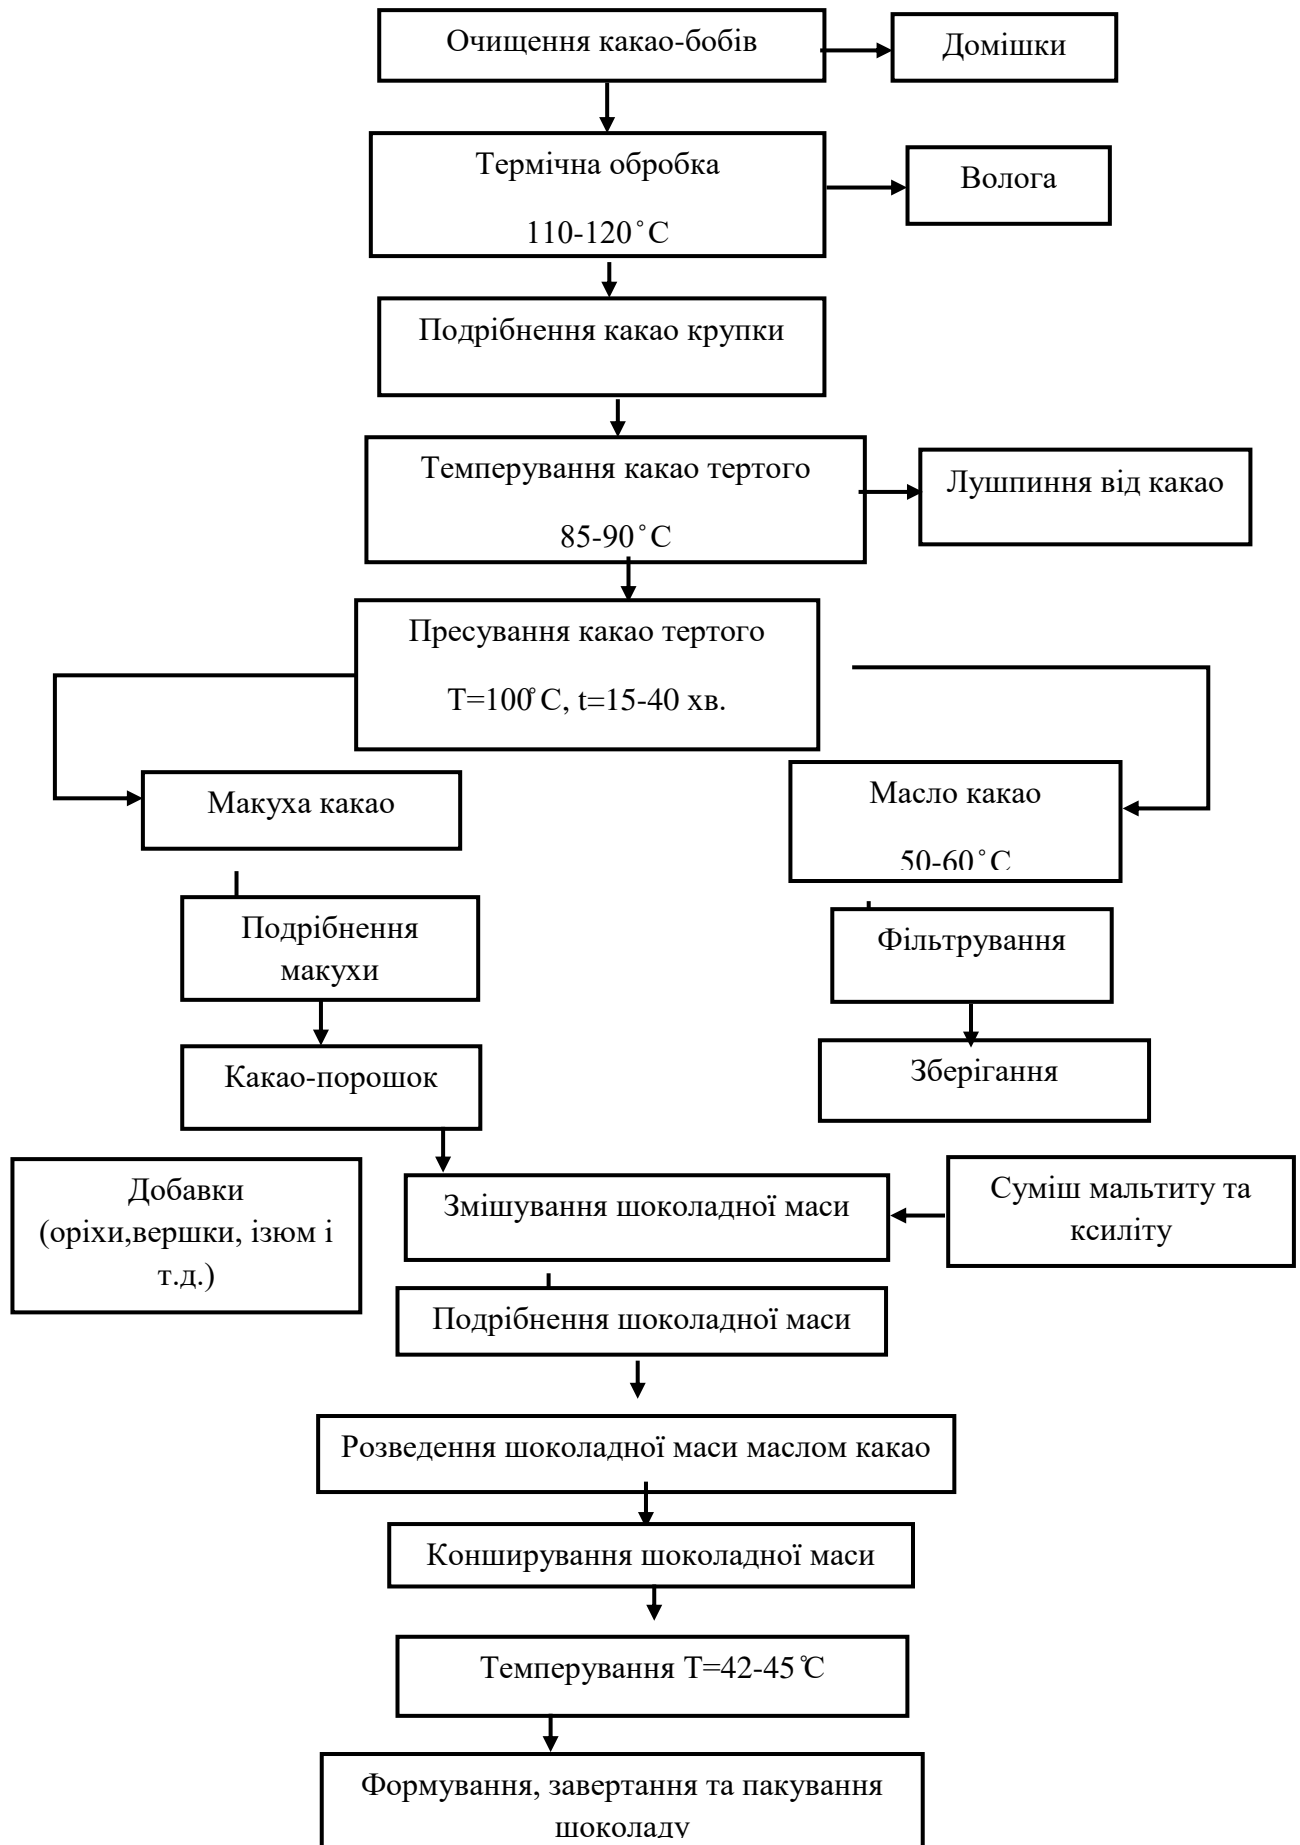 Очищення какао-бобів
Домішки
Термічна обробка
110-120˚С
Волога
Подрібнення какао крупки
Темперування какао тертого
85-90˚С
Лушпиння від какао
Пресування какао тертого
Т=100̊С, t=15-40 хв.
Макуха какао
Масло какао
50-60˚С
Подрібнення
макухи
Фільтрування
Какао-порошок
Зберігання
Добавки
(оріхи,вершки, ізюм і
т.д.)
Змішування шоколадної маси
Суміш мальтиту та
ксиліту
Подрібнення шоколадної маси
Розведення шоколадної маси маслом какао
Конширування шоколадної маси
Темперування Т=42-45 ̊С
Формування, завертання та пакування
шоколаду